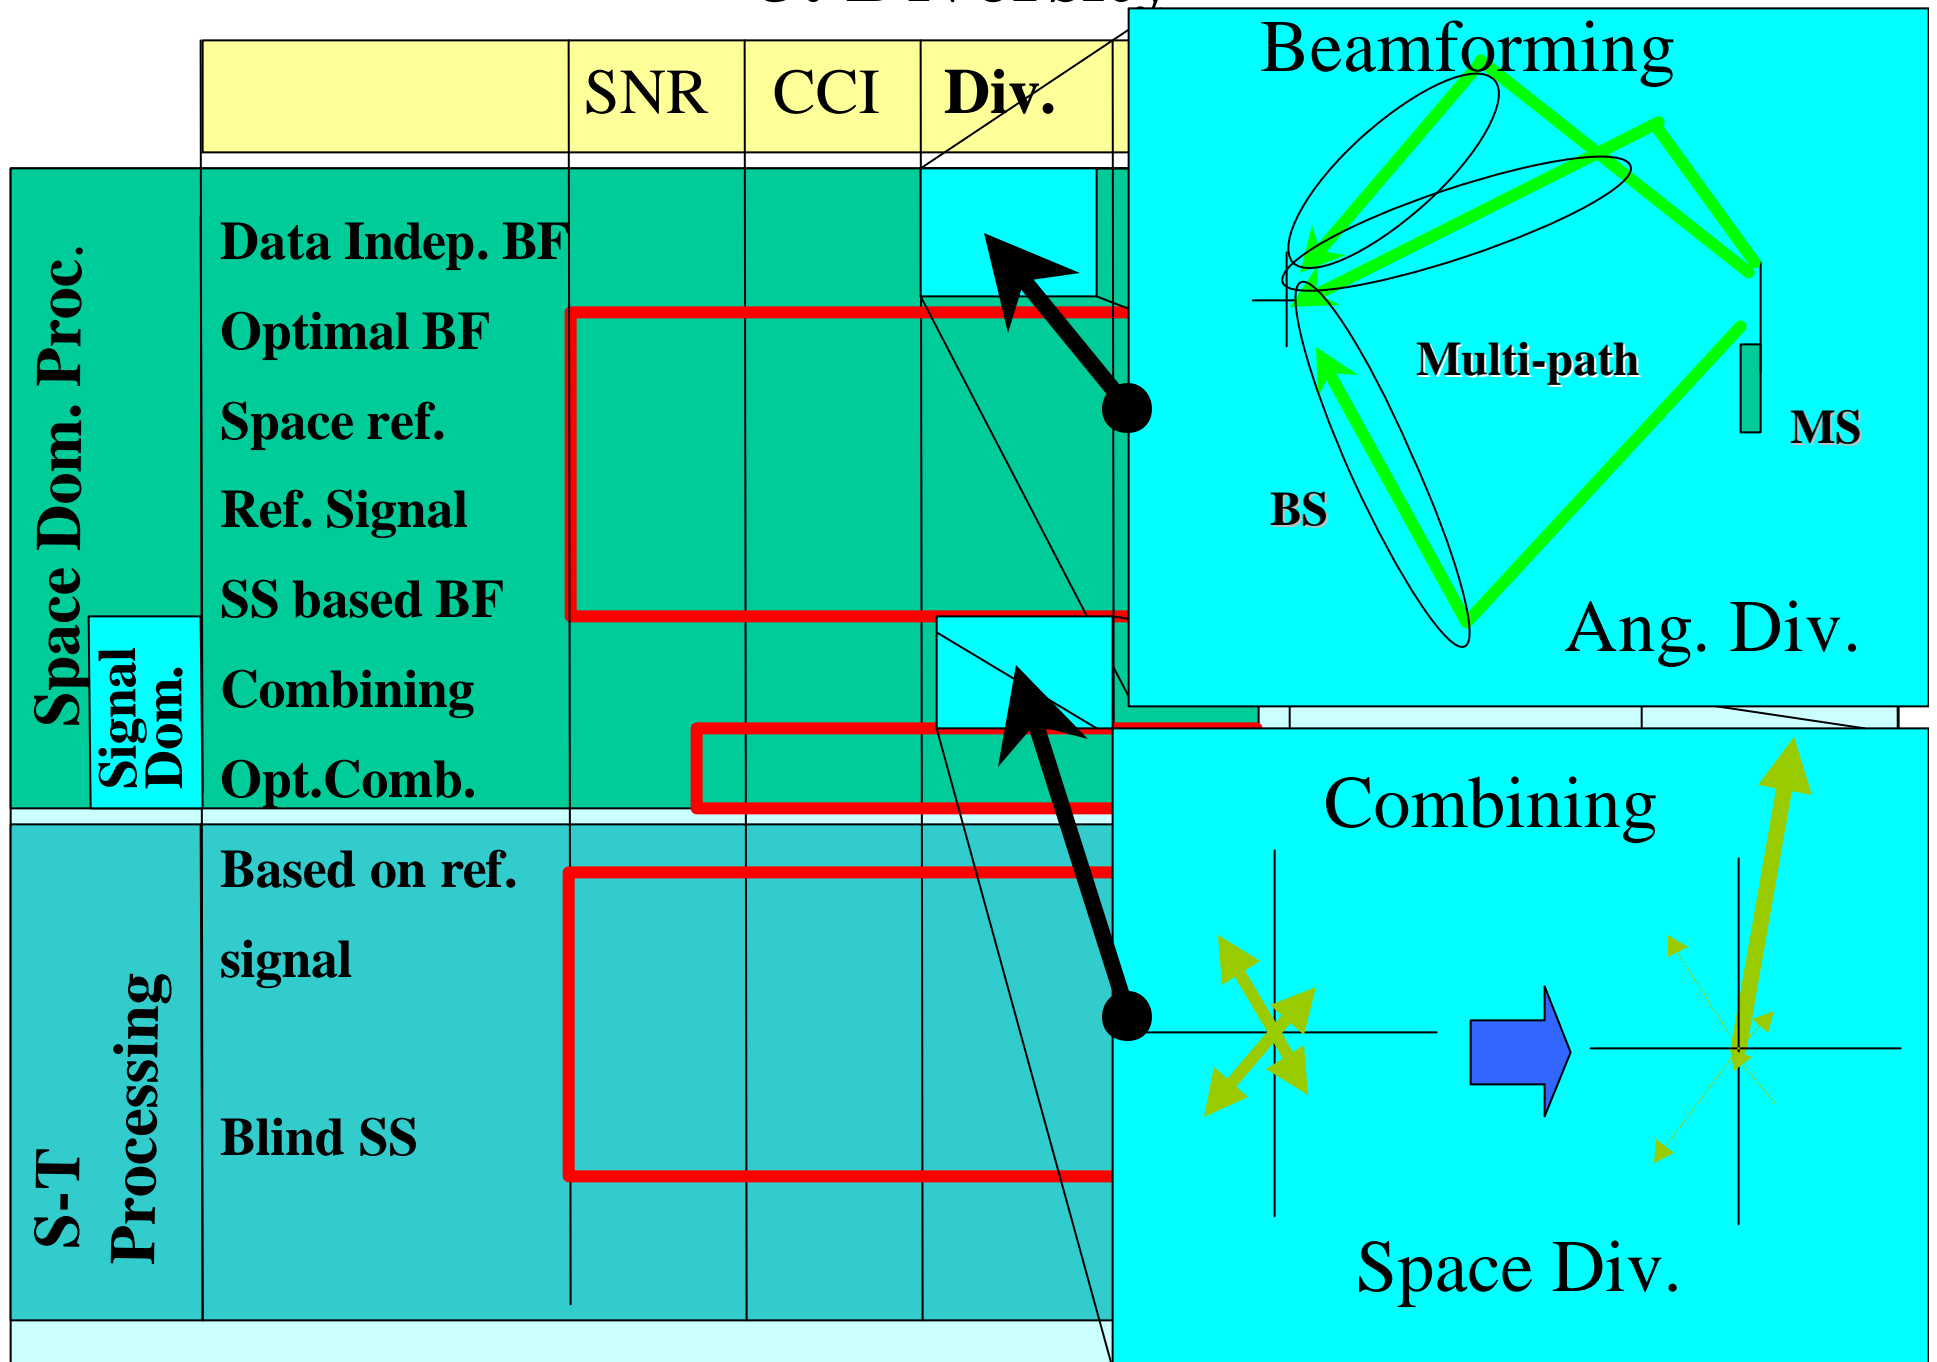 SNR CCI Div.
Space Dom. Proc.
Signal
Dom.
Data Indep. BF
Optimal BF
Space ref.
Ref. Signal
SS based BF
Combining
Opt.Comb.
S-T
Processing
Based on ref.
signal
Blind SS
Beamforming
Multi-path
MS
BS
Ang. Div.
Combining
Space Div.